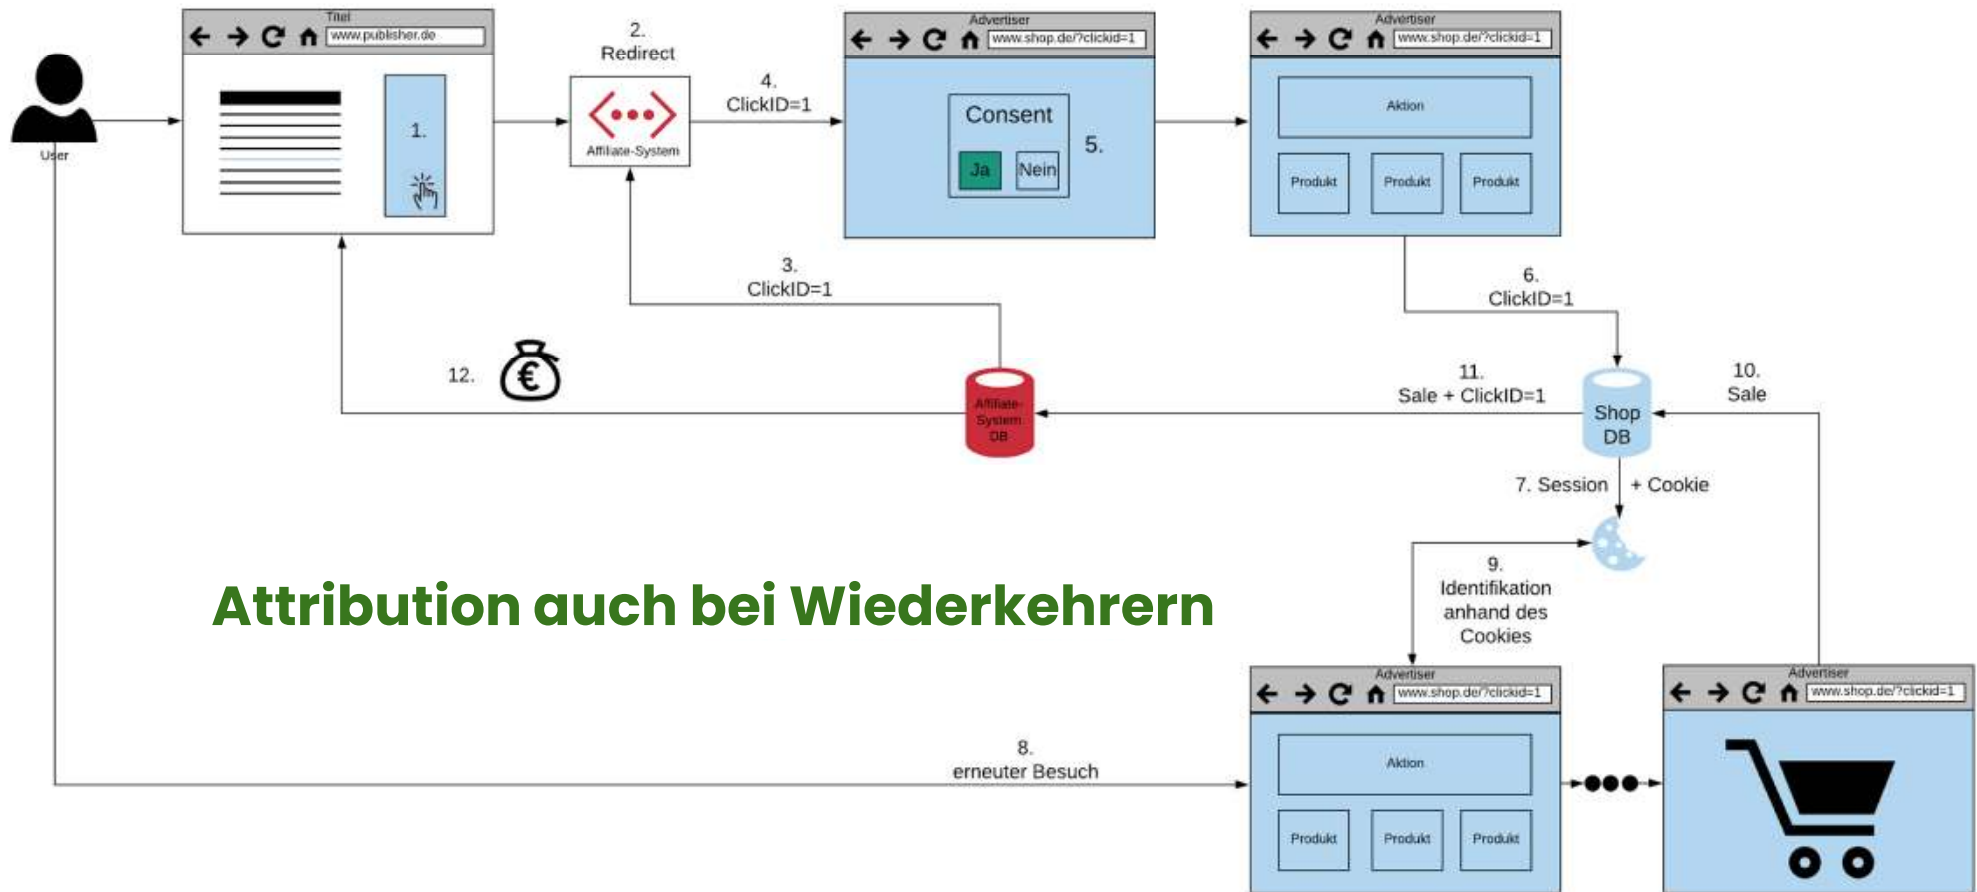 Titel
www.publisher.de
1.
User
2.
Redirect
Affiliate-System
4.
ClickID=1
Advertiser
www.shop.de/?clickid=1
Consent
Ja
Nein
5.
Advertiser
www.shop.de/?clickid=1
Aktion
Produkt
Produkt
Produkt
3.
ClickID=1
6.
ClickID=1
12.
€
Affiliate-
System
DB
11.
Sale + ClickID=1
Shop
DB
10.
Sale
7. Session
+ Cookie
9.
Identifikation
anhand des
Cookies
Attribution auch bei Wiederkehrern
8.
erneuter Besuch
Advertiser
www.shop.de/?clickid=1
Aktion
Produkt
Produkt
Produkt
Advertiser
www.shop.de/?clickid=1